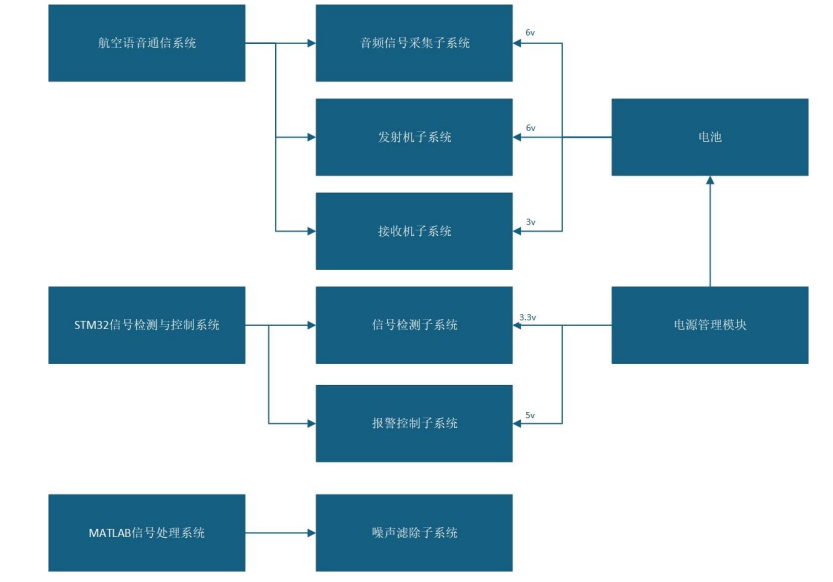 航空语音通信系统
音频信号采集子系统
6v
发射机子系统
6v
电池
接收机子系统
3v
STM32信号检测与控制系统
信号检测子系统
3.3v
电源管理模块
报警控制子系统
5v
MATLAB信号处理系统
噪声滤除子系统